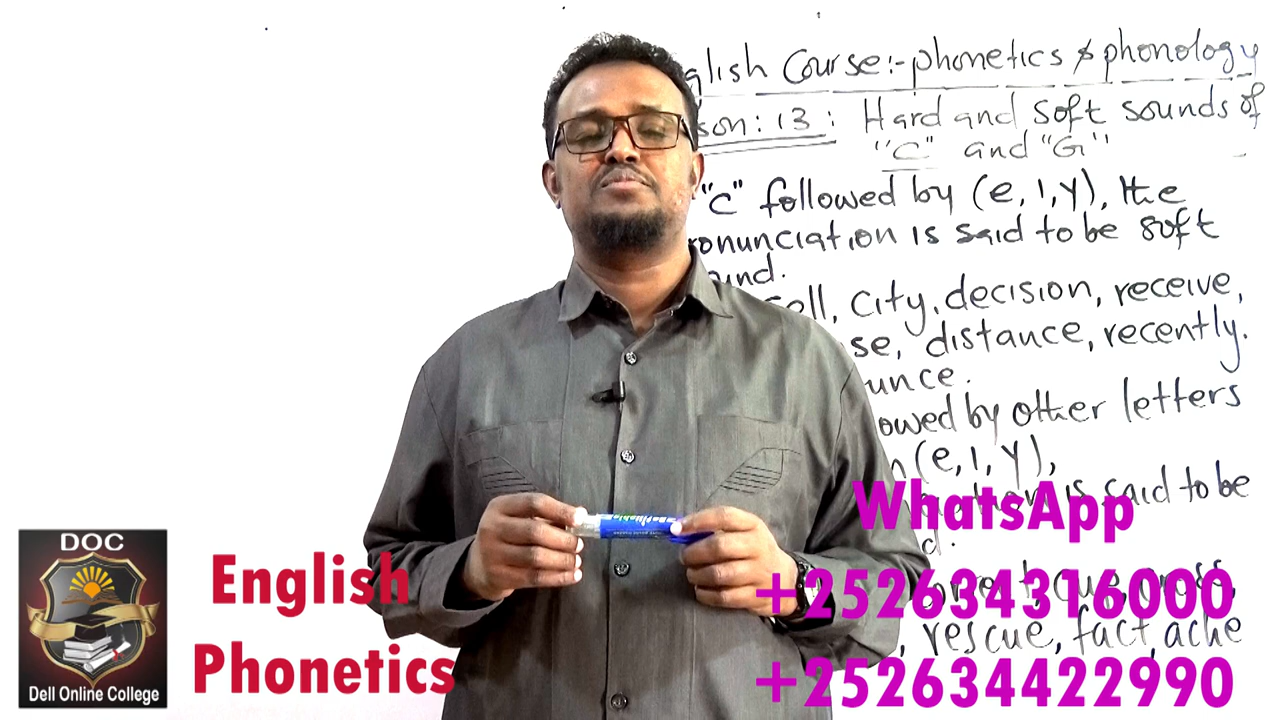 glish Course:- phonetics & phonology
son: 13: Hard and soft sounds of
"C" and "G"
"c" followed by (e, i, y), the
ronunciation is said to be soft
und.
cell, city, decision, receive,
se, distance, recently.
unce.
owed by other letters
n (e, i, y),
is said to be
d.
rescue, fact, ache
WhatsApp
+252634316000
+252634422990
English
Phonetics
DOC
Dell Online College